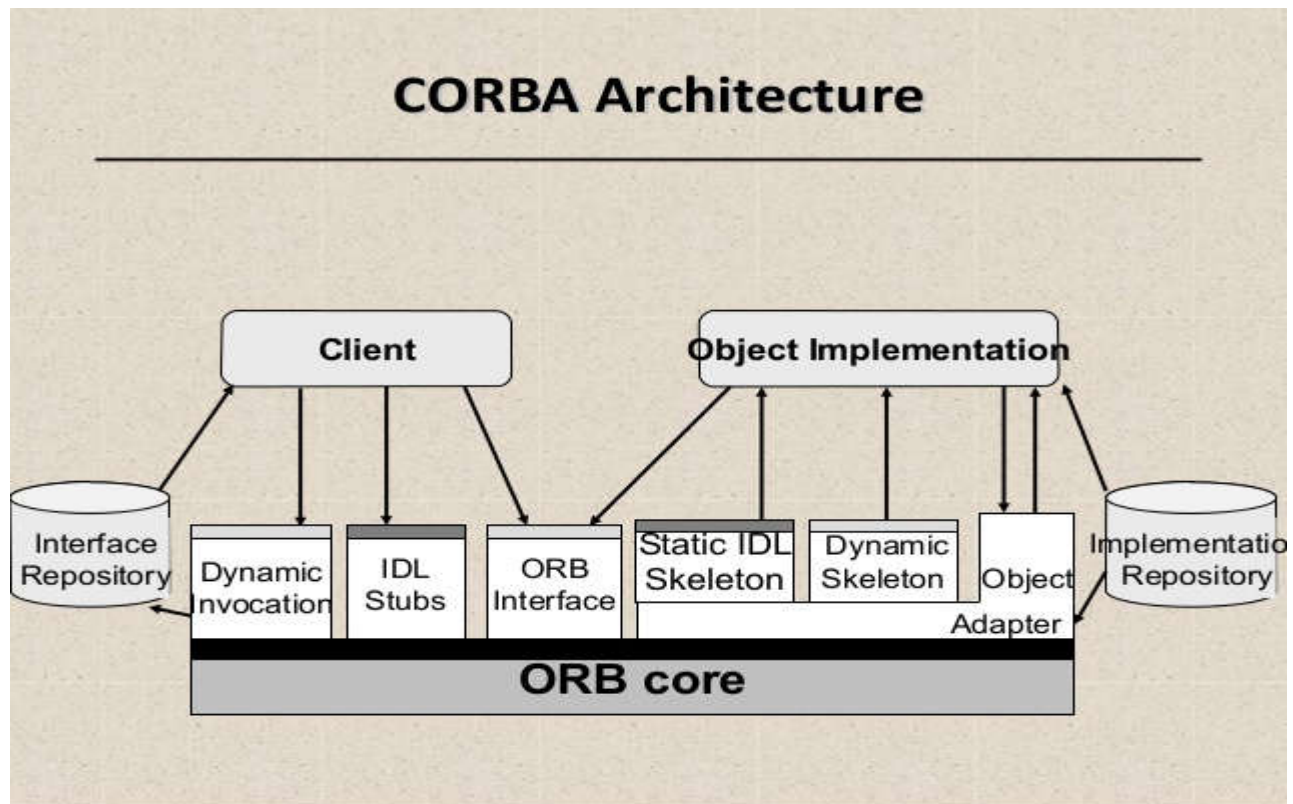 CORBA Architecture
Client
Object Implementation
Interface
Repository
Dynamic
Invocation
IDL
Stubs
ORB
Interface
Static IDL
Skeleton
Dynamic
Skeleton
Object
Adapter
Implementatio
Repository
ORB core